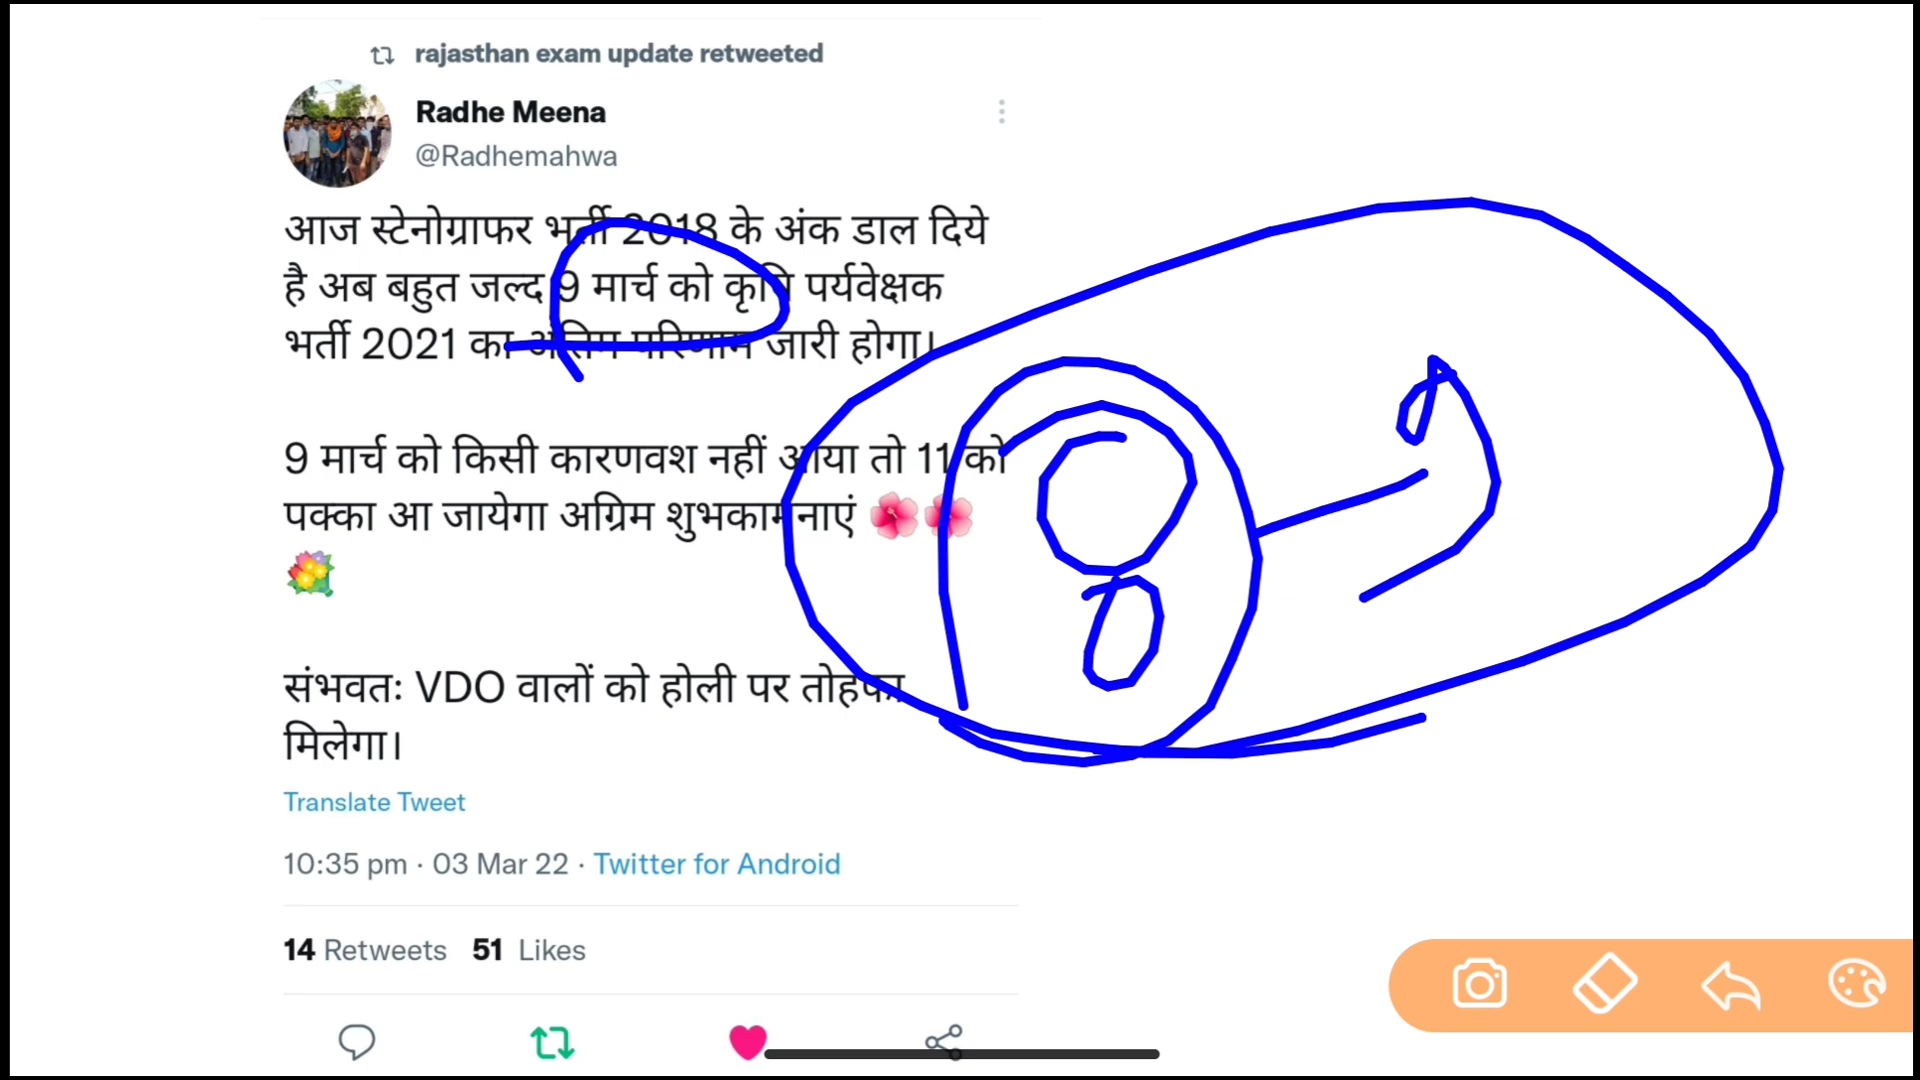 rajasthan exam update retweeted
Radhe Meena
@Radhemahwa
आज स्टेनोग्राफर भर्ती 2018 के अंक डाल दिये
है अब बहुत जल्द 9 मार्च को कृषि पर्यवेक्षक
भर्ती 2021 का अंतिम परिणाम जारी होगा।
9 मार्च को किसी कारणवश नहीं आया तो 11 को
पक्का आ जायेगा अग्रिम शुभकामनाएं 🌺🌺
💐
संभवतः VDO वालों को होली पर तोहफा
मिलेगा।
Translate Tweet
10:35 pm · 03 Mar 22 · Twitter for Android
14 Retweets 51 Likes